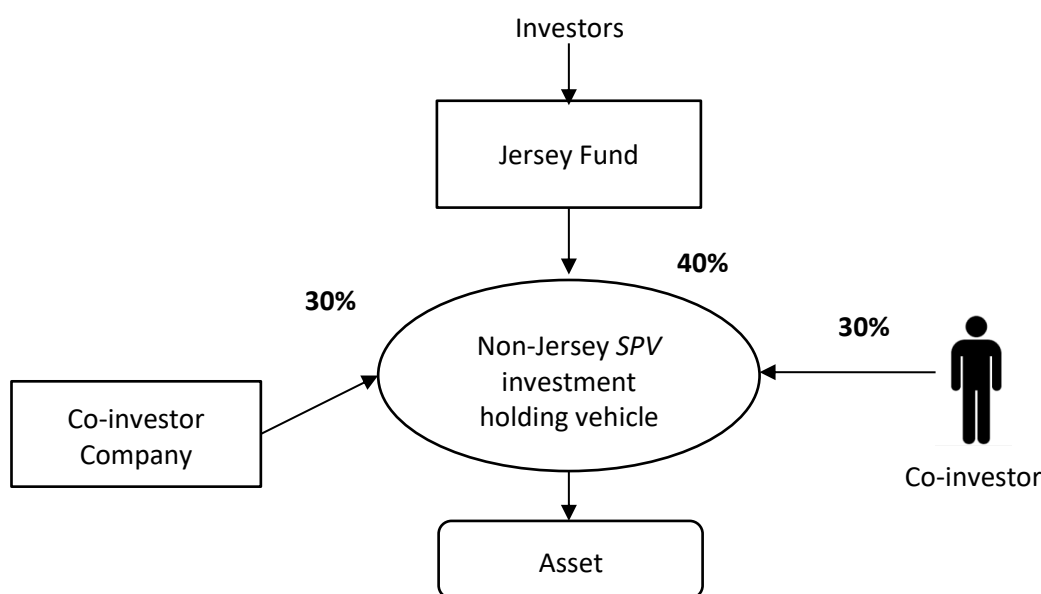 Investors
Jersey Fund
40%
30%
30%
Non-Jersey SPV
investment
holding vehicle
Co-investor
Company
Co-investor
Asset